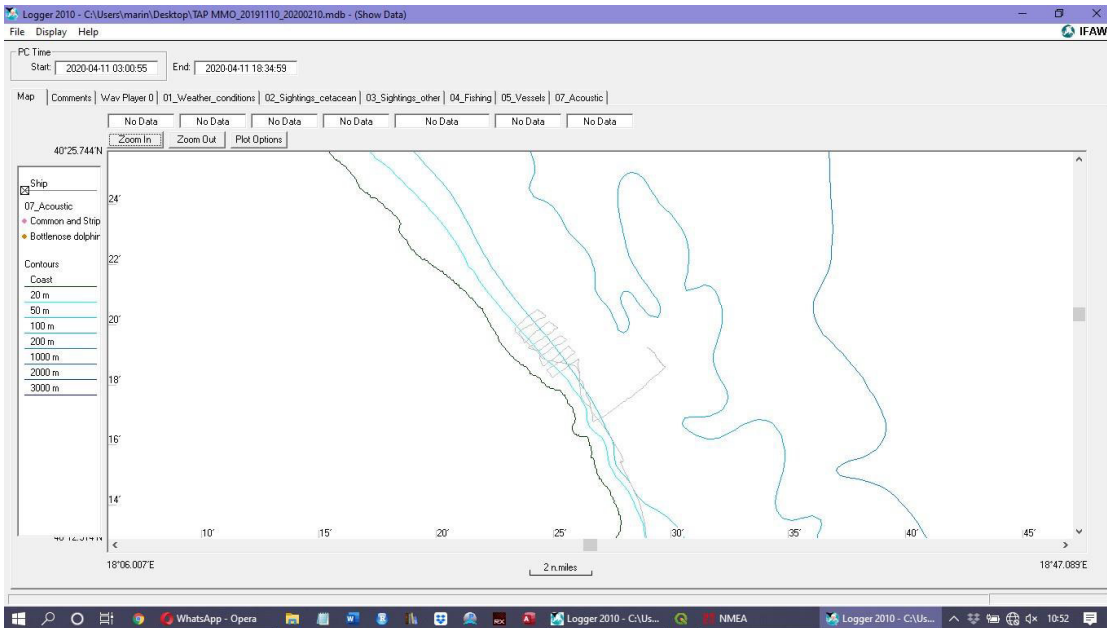 Logger 2010 - C:\Users\marin\Desktop\TAP MMO_20191110_20200210.mdb - (Show Data)
File Display Help
IFAW
PC Time
Start: 2020-04-11 03:00:55 End: 2020-04-11 18:34:59
Map Comments Wav Player 0 01_Weather_conditions 02_Sightings_cetacean 03_Sightings_other 04_Fishing 05_Vessels 07_Acoustic
No Data No Data No Data No Data No Data No Data No Data
Zoom In Zoom Out Plot Options
40°25.744'N
Ship
07_Acoustic
Common and Strip
Bottlenose dolphin
Contours
Coast
20 m
50 m
100 m
200 m
1000 m
2000 m
3000 m
24'
22'
20'
18'
16'
14'
10' 15' 20' 25' 30' 35' 40' 45'
18°06.007'E 2 n.miles 18°47.089'E
WhatsApp - Opera Logger 2010 - C:\Us... NMEA Logger 2010 - C:\Us... 10:52